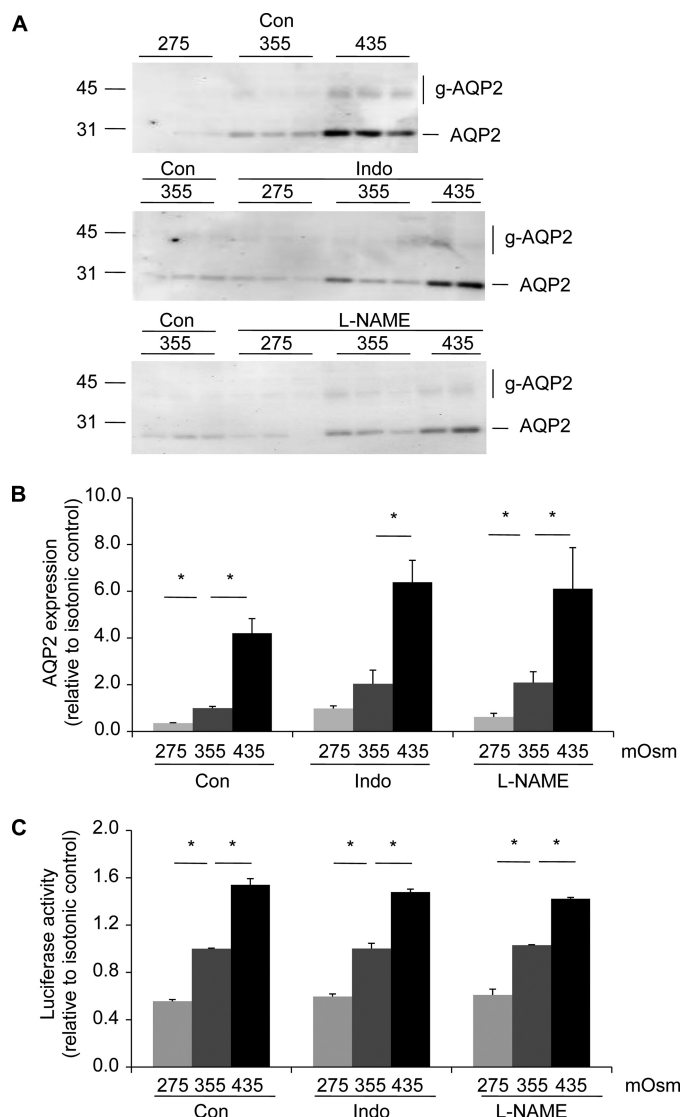 A
Con
275 355 435
45
g-AQP2
31
AQP2
Con Indo
355 275 355 435
45
g-AQP2
31
AQP2
Con L-NAME
355 275 355 435
45
g-AQP2
31
AQP2
B
AQP2 expression
(relative to isotonic control)
10.0
8.0
6.0
4.0
2.0
0.0
* * * * *
275 355 435 275 355 435 275 355 435 mOsm
Con Indo L-NAME
C
Luciferase activity
(relative to isotonic control)
2.0
1.6
1.2
0.8
0.4
0.0
* * * * * *
275 355 435 275 355 435 275 355 435 mOsm
Con Indo L-NAME